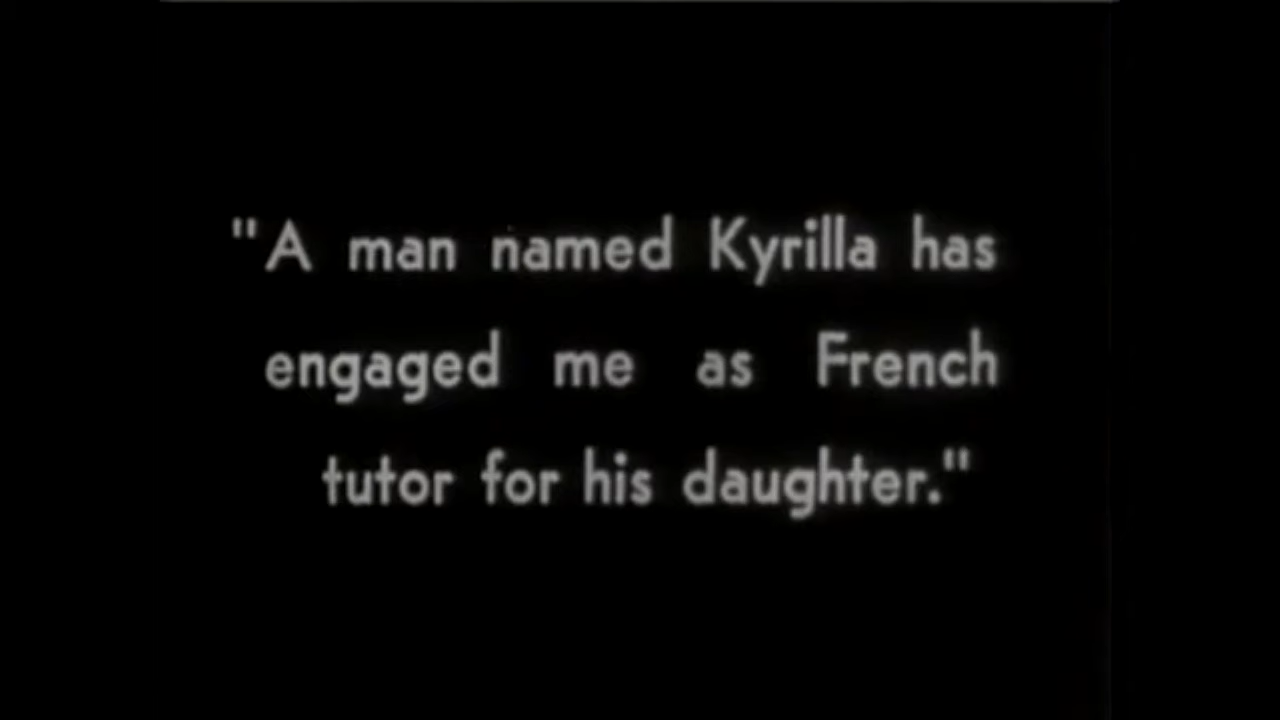 "A man named Kyrilla has
engaged me as French
tutor for his daughter."